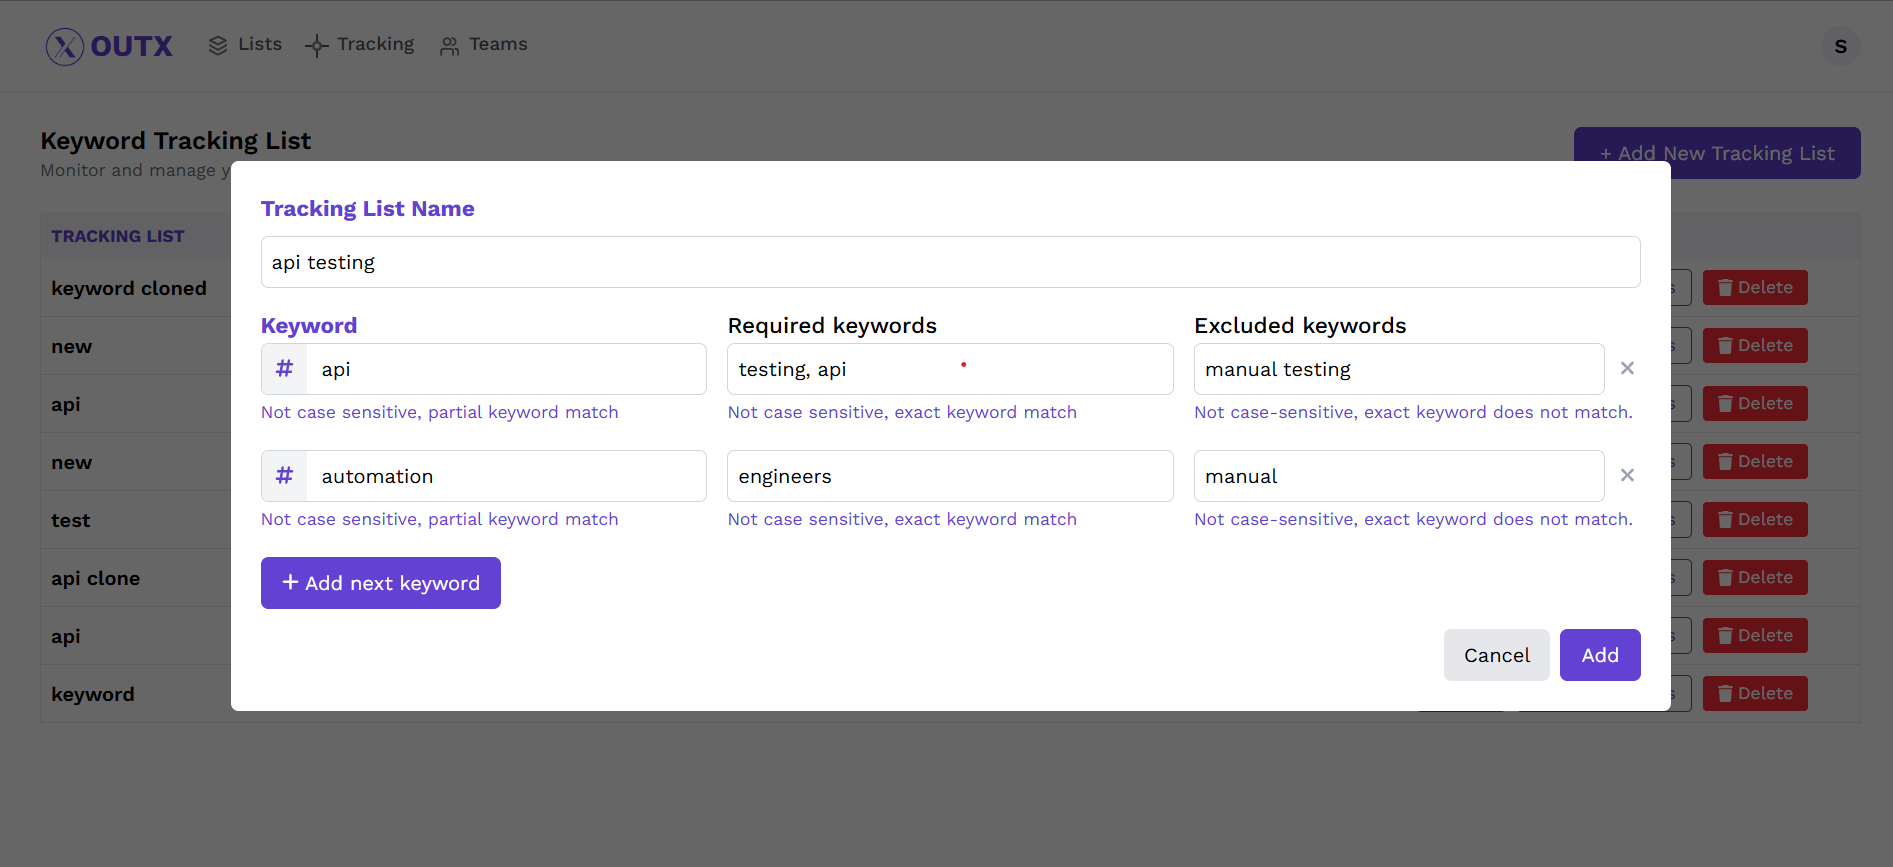 OUTX Lists Tracking Teams S
Keyword Tracking List
+ Add New Tracking List
Monitor and manage y
Tracking List Name
TRACKING LIST
api testing
keyword cloned
s Delete
Keyword Required keywords Excluded keywords
new
s Delete
# api testing, api manual testing
Not case sensitive, partial keyword match Not case sensitive, exact keyword match Not case-sensitive, exact keyword does not match.
api
s Delete
new
s Delete
# automation engineers manual
Not case sensitive, partial keyword match Not case sensitive, exact keyword match Not case-sensitive, exact keyword does not match.
test
s Delete
+ Add next keyword
api clone
s Delete
api
s Delete
Cancel Add
keyword
s Delete